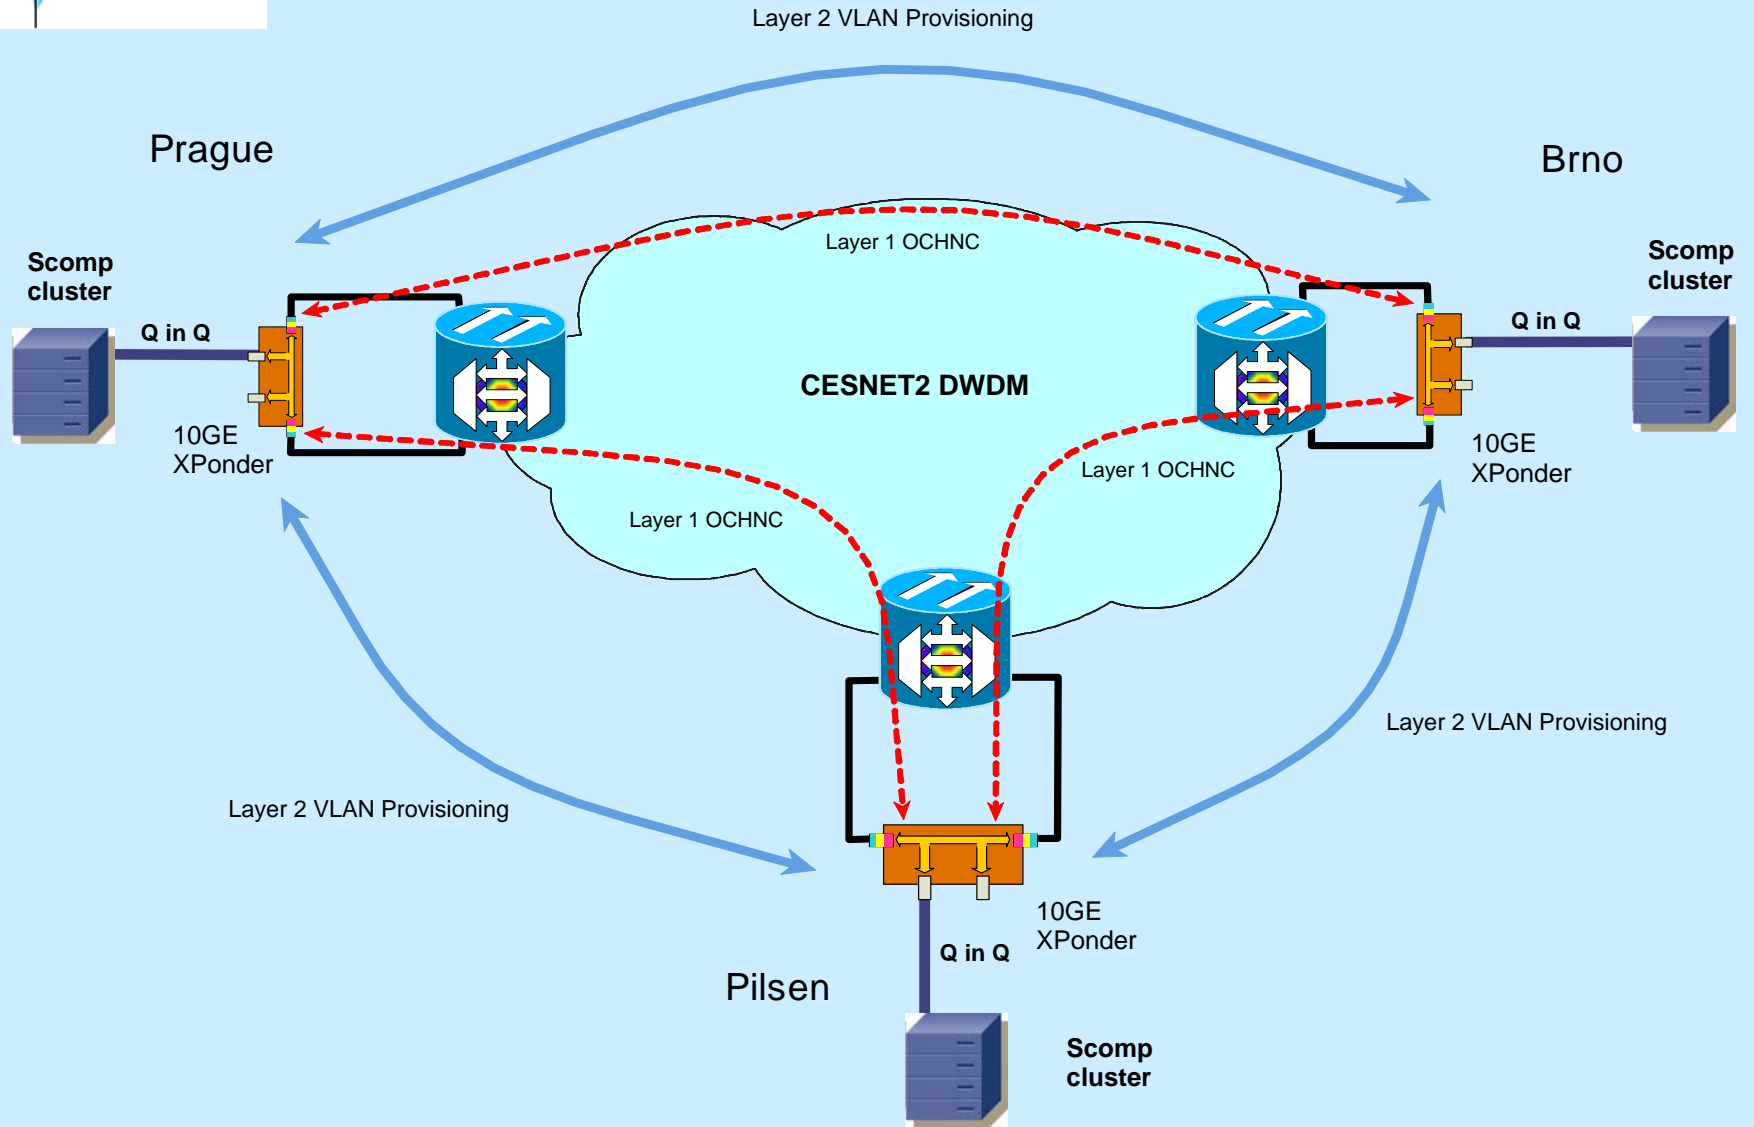 Layer 2 VLAN Provisioning
Prague
Brno
Layer 1 OCHNC
Scomp
cluster
Scomp
cluster
Q in Q
Q in Q
CESNET2 DWDM
10GE
XPonder
10GE
XPonder
Layer 1 OCHNC
Layer 1 OCHNC
Layer 2 VLAN Provisioning
Layer 2 VLAN Provisioning
10GE
XPonder
Q in Q
Pilsen
Scomp
cluster